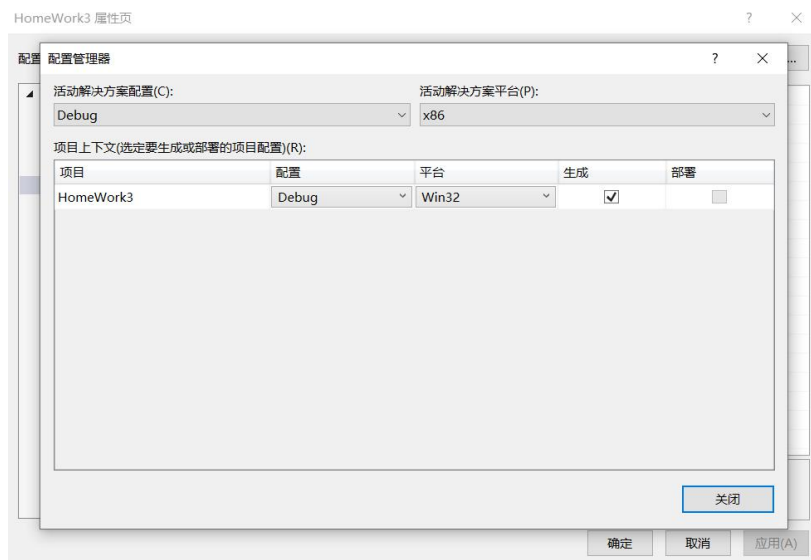 HomeWork3 属性页
配置
配置管理器
活动解决方案配置(C):
活动解决方案平台(P):
Debug
x86
项目上下文(选定要生成或部署的项目配置)(R):
项目 配置 平台 生成 部署
HomeWork3 Debug Win32
关闭
确定 取消 应用(A)